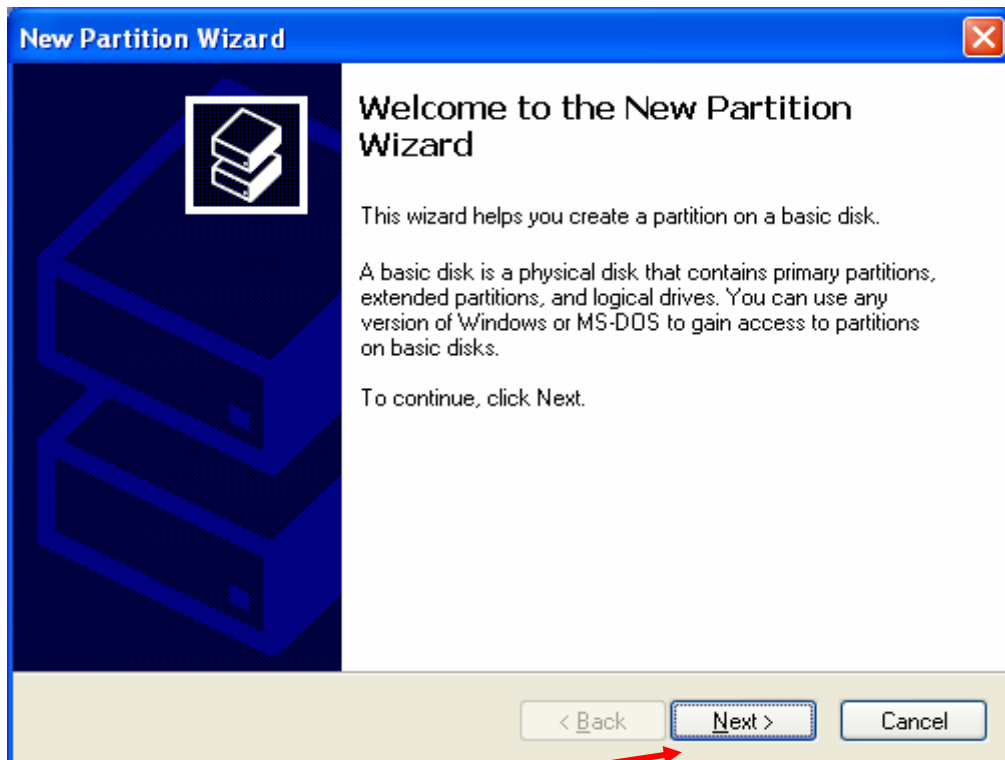 New Partition Wizard
Welcome to the New Partition
Wizard
This wizard helps you create a partition on a basic disk.
A basic disk is a physical disk that contains primary partitions,
extended partitions, and logical drives. You can use any
version of Windows or MS-DOS to gain access to partitions
on basic disks.
To continue, click Next.
< Back Next > Cancel